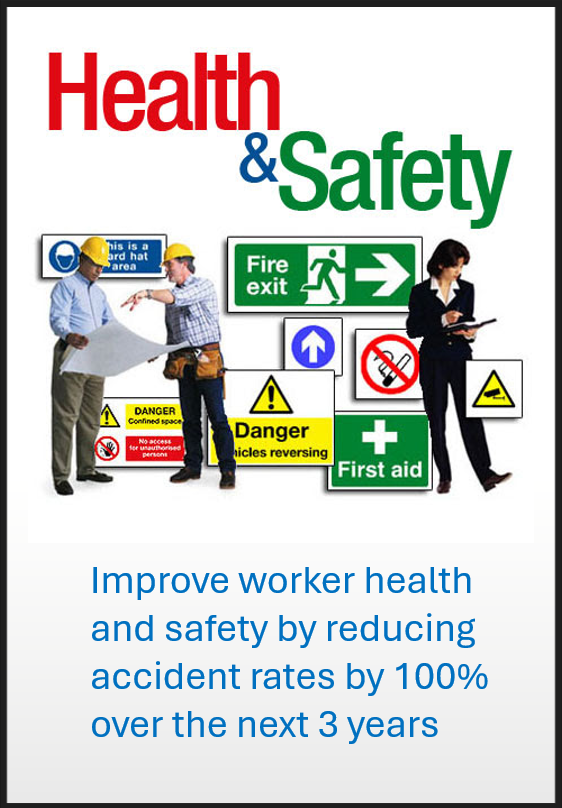 Health
&Safety
his is a
ard hat
area
Fire
exit
DANGER
Confined space
No access
for unauthorised
persons
Danger
icles reversing
First aid
Improve worker health
and safety by reducing
accident rates by 100%
over the next 3 years